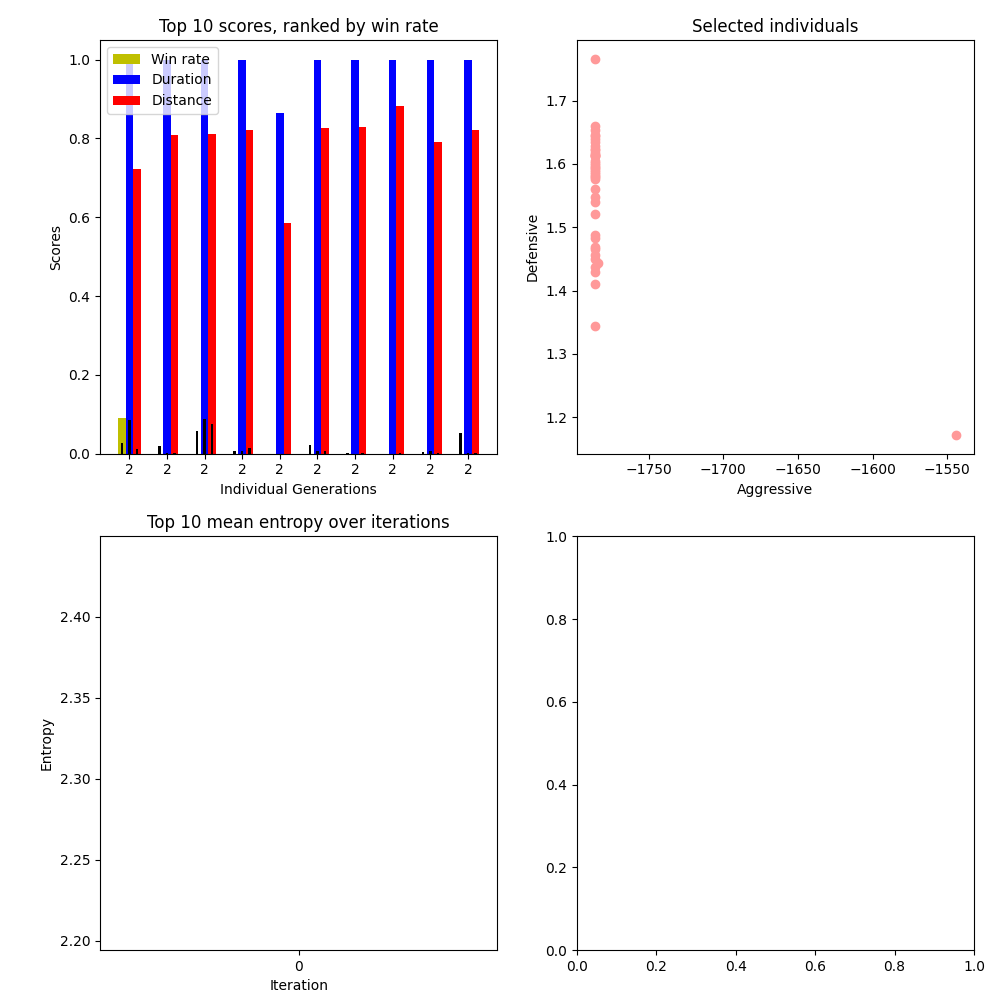 Top 10 scores, ranked by win rate
Win rate
Duration
Distance
1.0
0.8
0.6
0.4
0.2
0.0
Scores
2 2 2 2 2 2 2 2 2 2
Individual Generations
Selected individuals
1.7
1.6
1.5
1.4
1.3
1.2
Defensive
−1750 −1700 −1650 −1600 −1550
Aggressive
Top 10 mean entropy over iterations
2.40
2.35
2.30
2.25
2.20
Entropy
0
Iteration
1.0
0.8
0.6
0.4
0.2
0.0
0.0 0.2 0.4 0.6 0.8 1.0